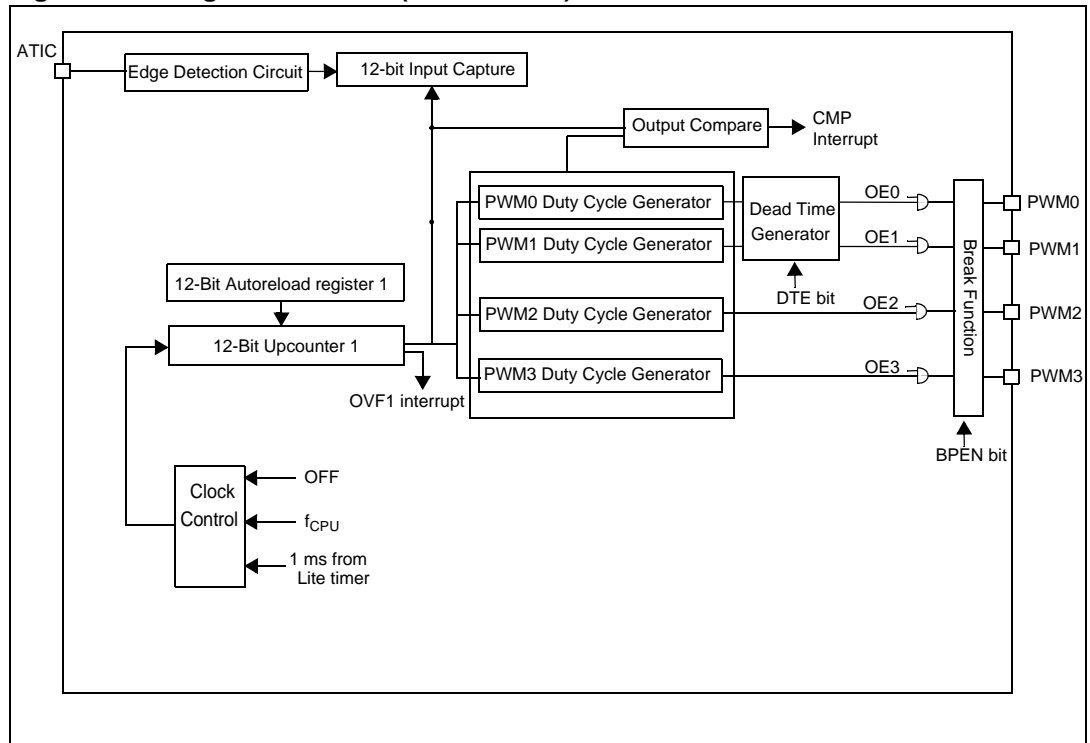 ATIC
Edge Detection Circuit
12-bit Input Capture
Output Compare
CMP
Interrupt
PWM0 Duty Cycle Generator
PWM1 Duty Cycle Generator
PWM2 Duty Cycle Generator
PWM3 Duty Cycle Generator
Dead Time
Generator
DTE bit
OE0
OE1
OE2
OE3
Break Function
BPEN bit
PWM0
PWM1
PWM2
PWM3
12-Bit Autoreload register 1
12-Bit Upcounter 1
OVF1 interrupt
Clock
Control
OFF
fCPU
1 ms from
Lite timer